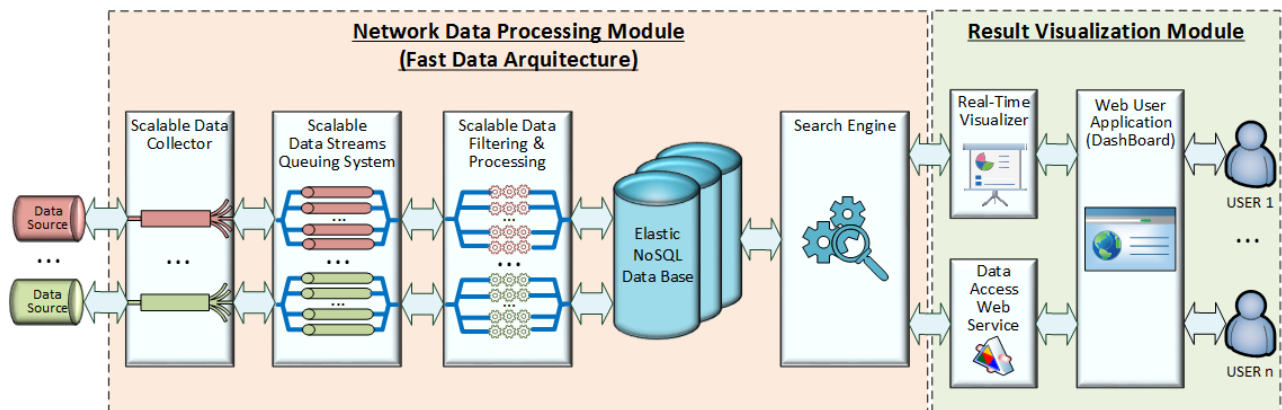 Network Data Processing Module
(Fast Data Arquitecture)
Result Visualization Module
Scalable Data
Collector
Scalable
Data Streams
Queuing System
Scalable Data
Filtering &
Processing
Search Engine
Real-Time
Visualizer
Web User
Application
(DashBoard)
Data
Source
...
Data
Source
...
...
...
...
...
...
...
...
Elastic
NoSQL
Data Base
Data
Access
Web
Service
USER 1
...
USER n